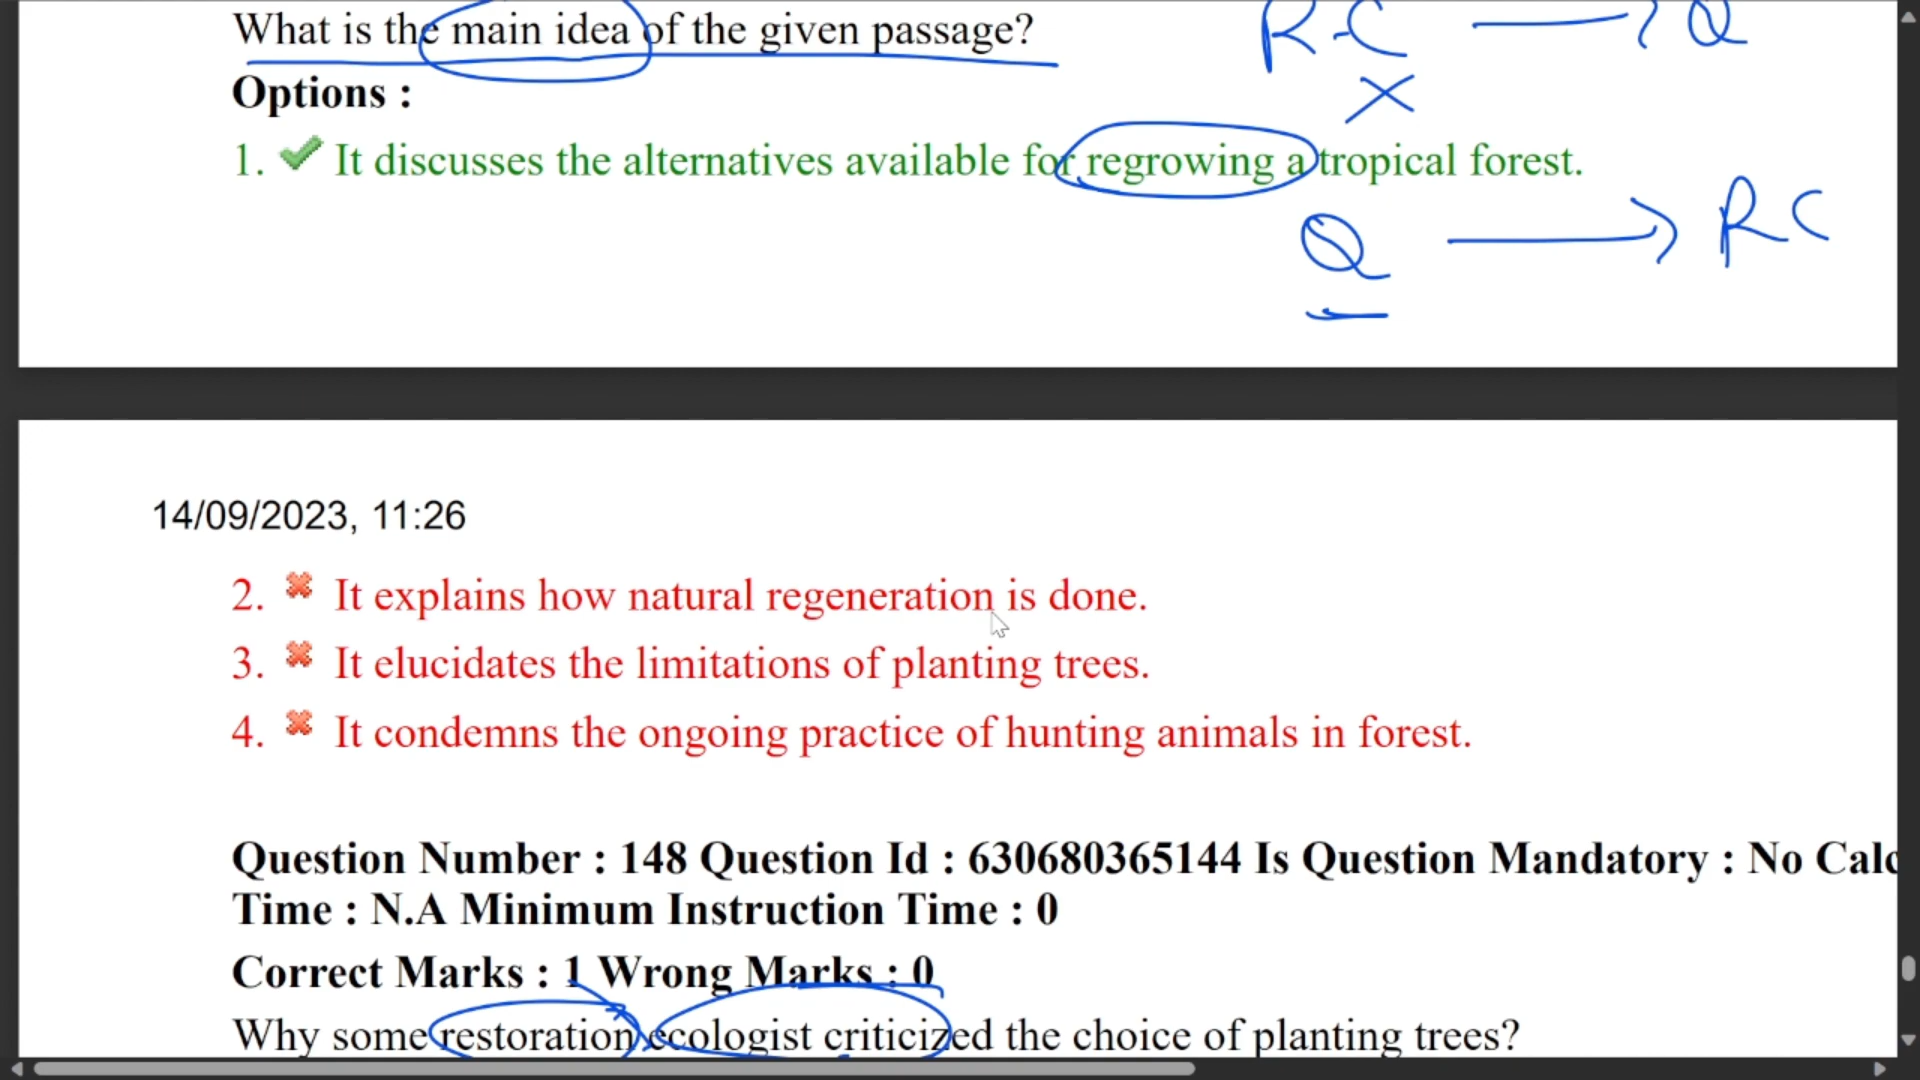 What is the main idea of the given passage?
RC → Q
Options :
X
1. It discusses the alternatives available for regrowing a tropical forest.
Q → RC
14/09/2023, 11:26
2. It explains how natural regeneration is done.
3. It elucidates the limitations of planting trees.
4. It condemns the ongoing practice of hunting animals in forest.
Question Number : 148 Question Id : 630680365144 Is Question Mandatory : No Calc
Time : N.A Minimum Instruction Time : 0
Correct Marks : 1 Wrong Marks : 0
Why some restoration ecologist criticized the choice of planting trees?